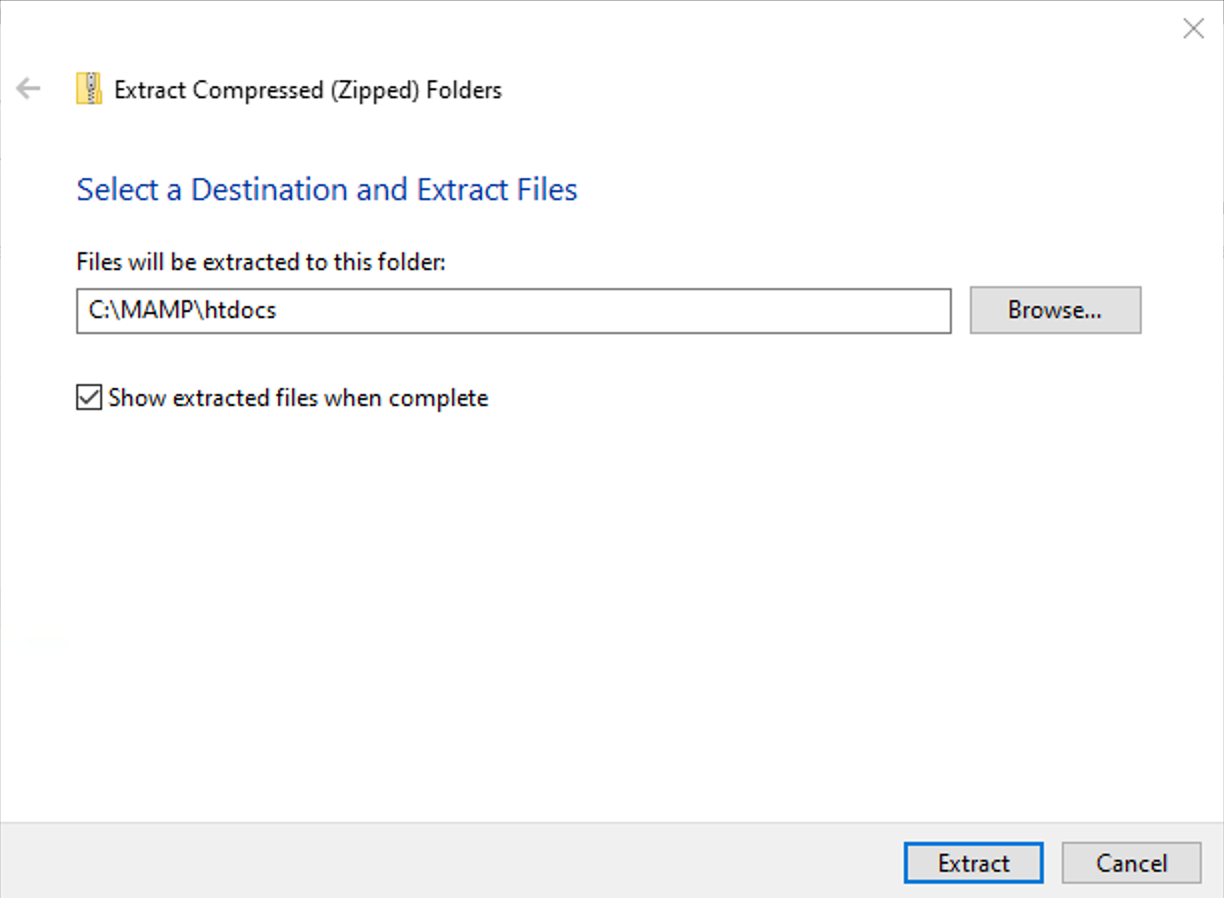 Extract Compressed (Zipped) Folders
Select a Destination and Extract Files
Files will be extracted to this folder:
C:\MAMP\htdocs
Browse...
Show extracted files when complete
Extract
Cancel